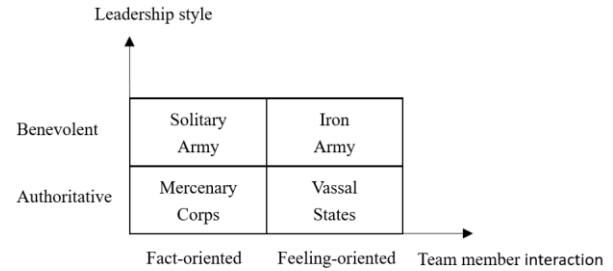 Leadership style
Benevolent
Solitary
Army
Iron
Army
Authoritative
Mercenary
Corps
Vassal
States
Fact-oriented
Feeling-oriented
Team member interaction